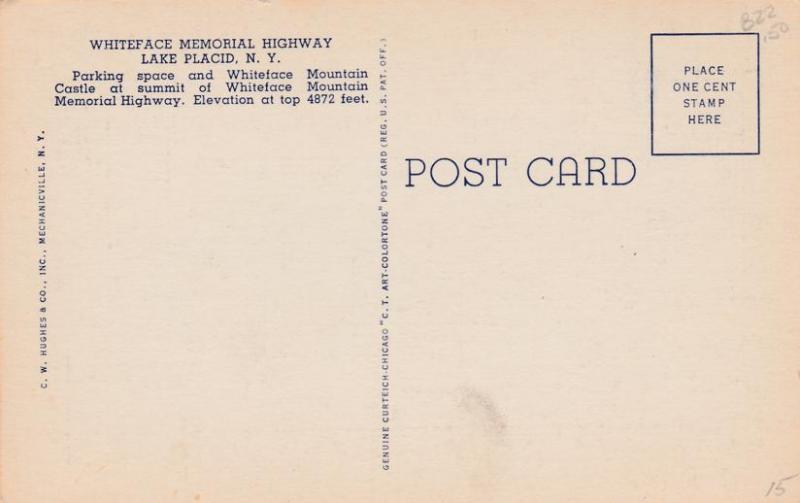 WHITEFACE MEMORIAL HIGHWAY
LAKE PLACID, N. Y.
Parking space and Whiteface Mountain
Castle at summit of Whiteface Mountain
Memorial Highway. Elevation at top 4872 feet.
C. W. HUGHES & CO., INC., MECHANICVILLE, N. Y.
GENUINE CURTEICH-CHICAGO "C. T. ART-COLORTONE" POST CARD (REG. U. S. PAT. OFF.)
POST CARD
PLACE
ONE CENT
STAMP
HERE
822
.50
15